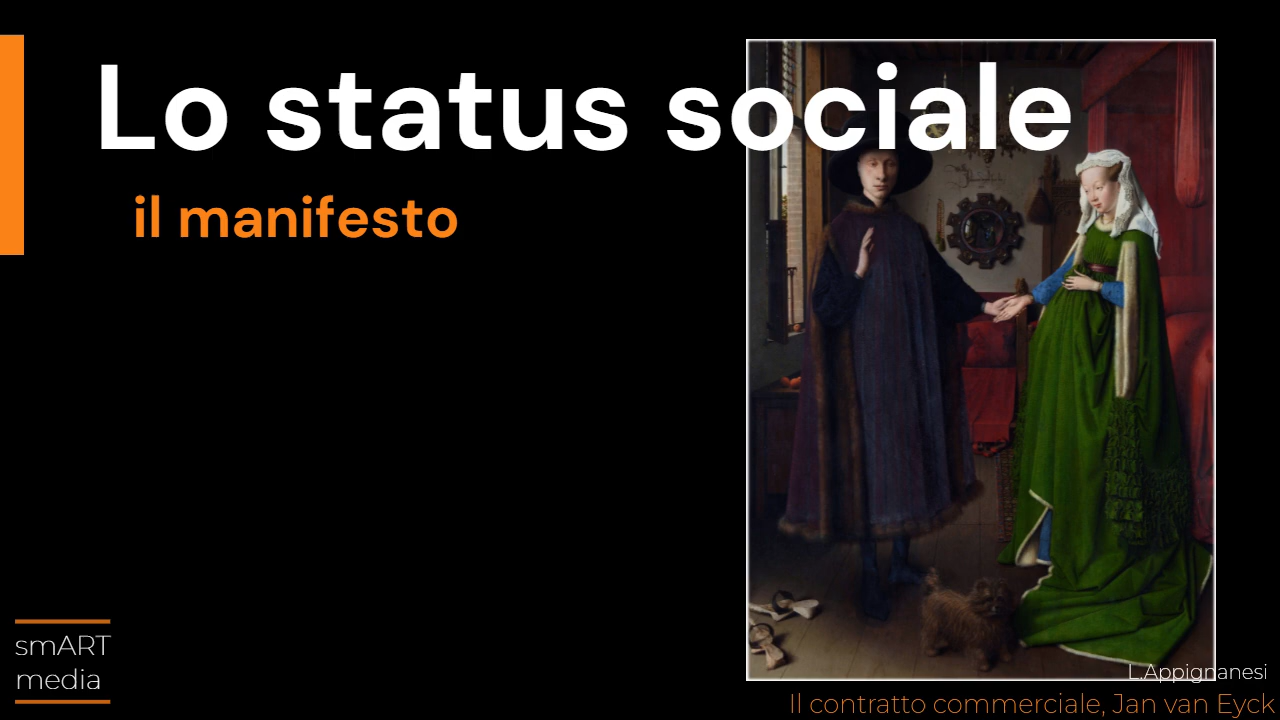 Lo status sociale
il manifesto
smART
media
L.Appignanesi
Il contratto commerciale, Jan van Eyck